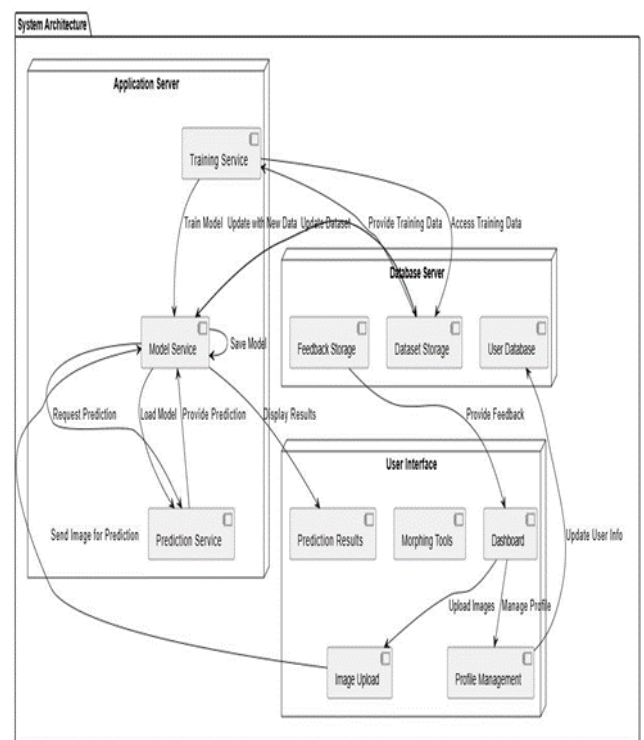 System Architecture
Application Server
Training Service
Train Model
Update with New Data
Update Dataset
Provide Training Data
Access Training Data
Database Server
Model Service
Save Model
Feedback Storage
Dataset Storage
User Database
Request Prediction
Load Model
Provide Prediction
Display Results
Provide Feedback
User Interface
Send Image for Prediction
Prediction Service
Prediction Results
Morphing Tools
Dashboard
Update User Info
Upload Images
Manage Profile
Image Upload
Profile Management